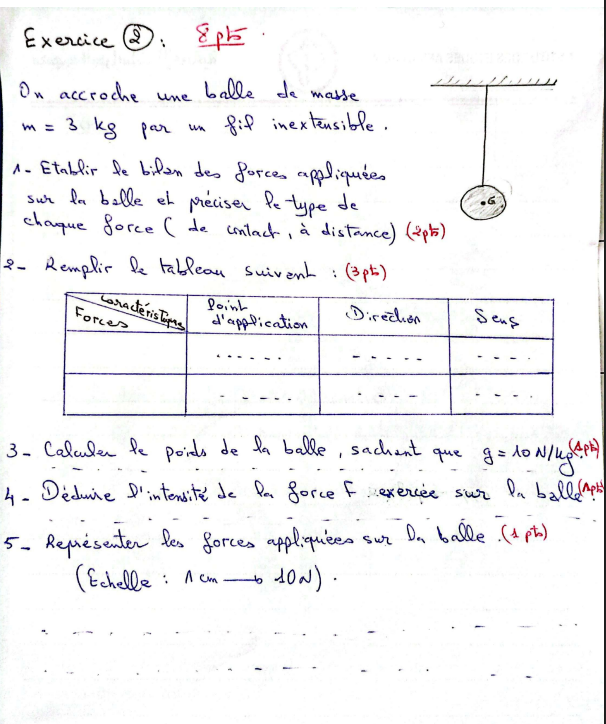 Exercice ②: 8 pts
On accroche une balle de masse
m = 3 kg par un fil inextensible.
1- Etablir le bilan des forces appliquées
sur la balle et préciser le type de
chaque force ( de contact, à distance) (2pts)
G
2- Remplir le tableau suivant : (3 pts)
Caractéristiques Forces Point d'application Direction Sens
...... ----- ----
------ ----- ----
3- Calculer le poids de la balle, sachant que g = 10 N/kg (1pt)
4- Déduire l'intensité de la force F exercée sur la balle (1pt)
5- Représenter les forces appliquées sur la balle. (1 pts)
(Echelle : 1 cm → 10N).